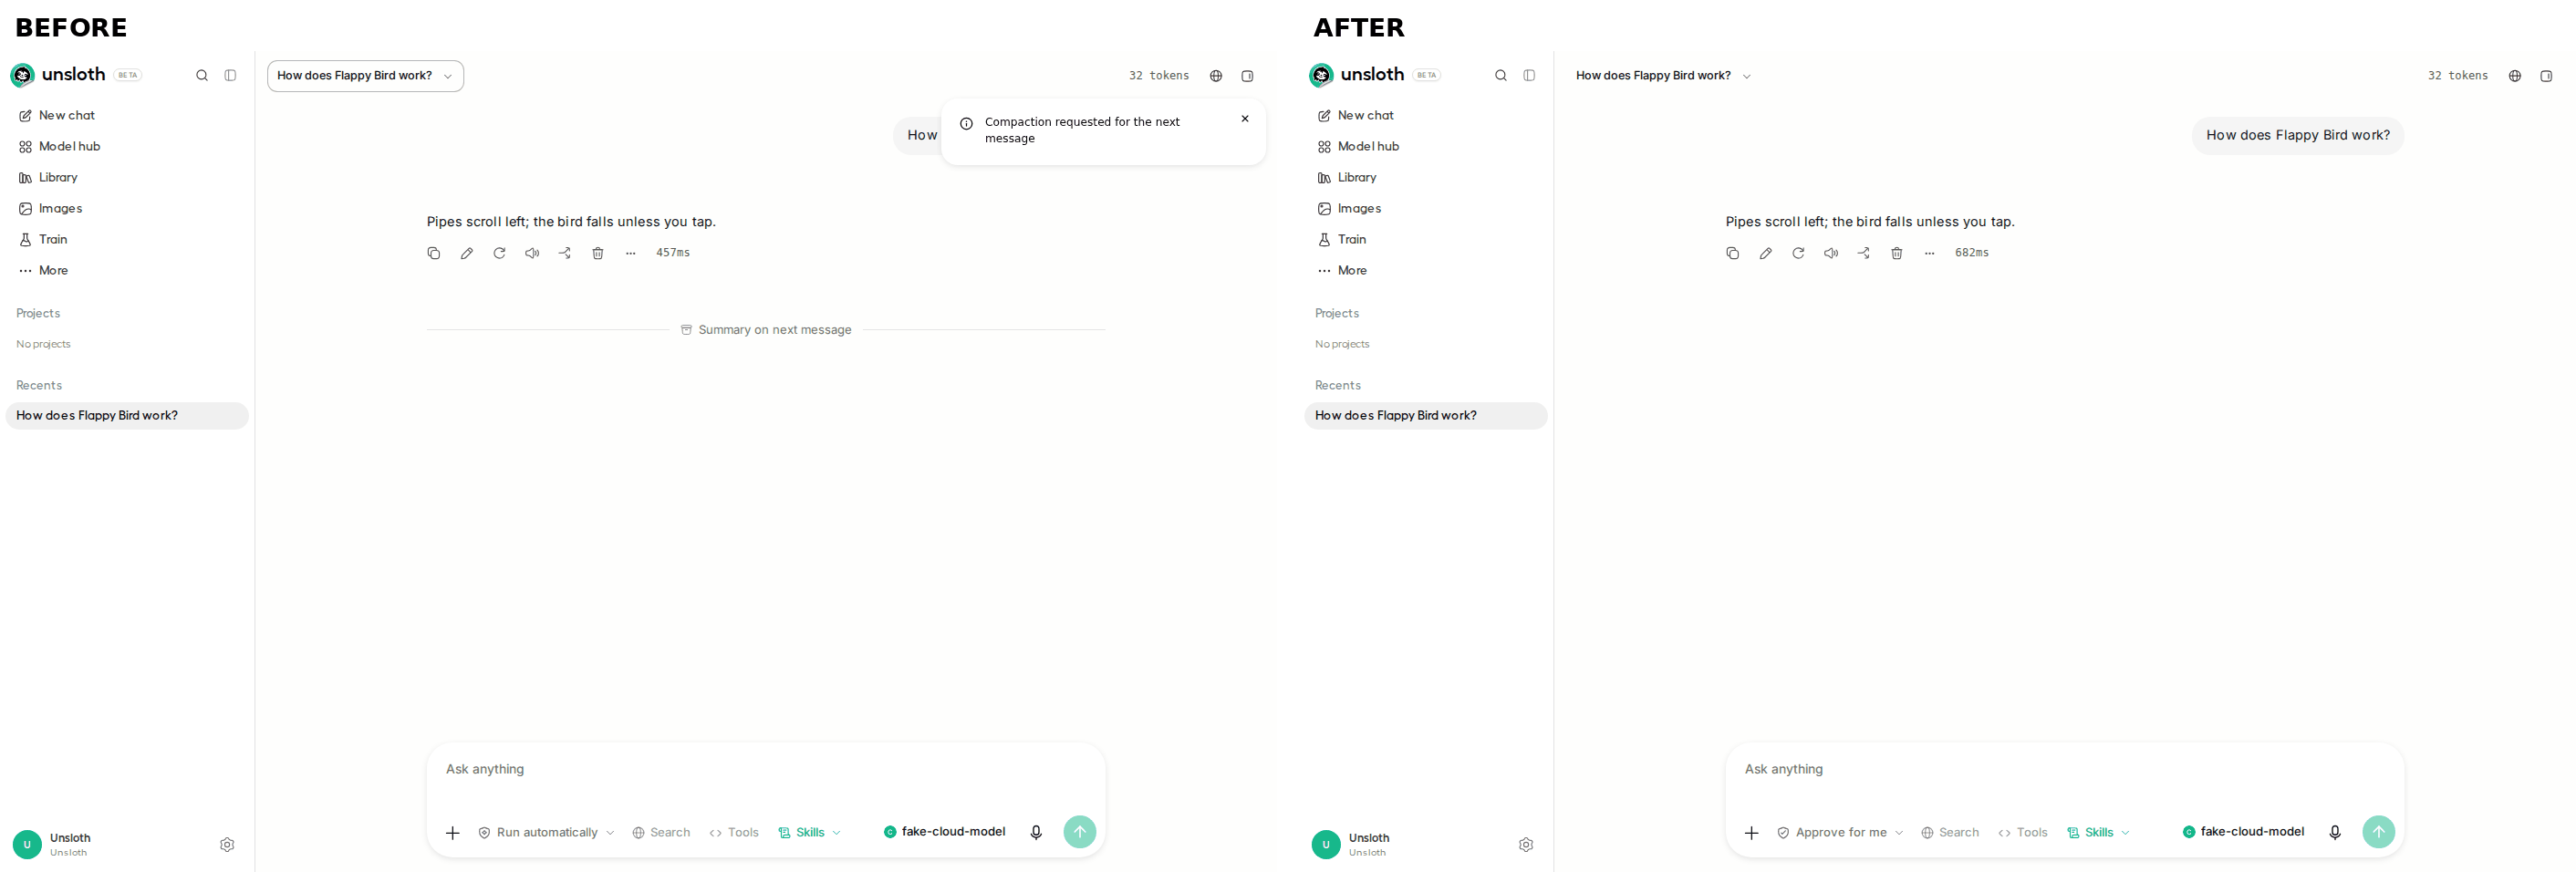 BEFORE
unsloth BETA
New chat
Model hub
Library
Images
Train
More
Projects
No projects
Recents
How does Flappy Bird work?
Unsloth
Unsloth
U
How does Flappy Bird work?
32 tokens
How
Compaction requested for the next
message
Pipes scroll left; the bird falls unless you tap.
457ms
Summary on next message
Ask anything
Run automatically Search Tools Skills C fake-cloud-model
AFTER
unsloth BETA
New chat
Model hub
Library
Images
Train
More
Projects
No projects
Recents
How does Flappy Bird work?
Unsloth
Unsloth
U
How does Flappy Bird work?
32 tokens
How does Flappy Bird work?
Pipes scroll left; the bird falls unless you tap.
682ms
Ask anything
Approve for me Search Tools Skills C fake-cloud-model